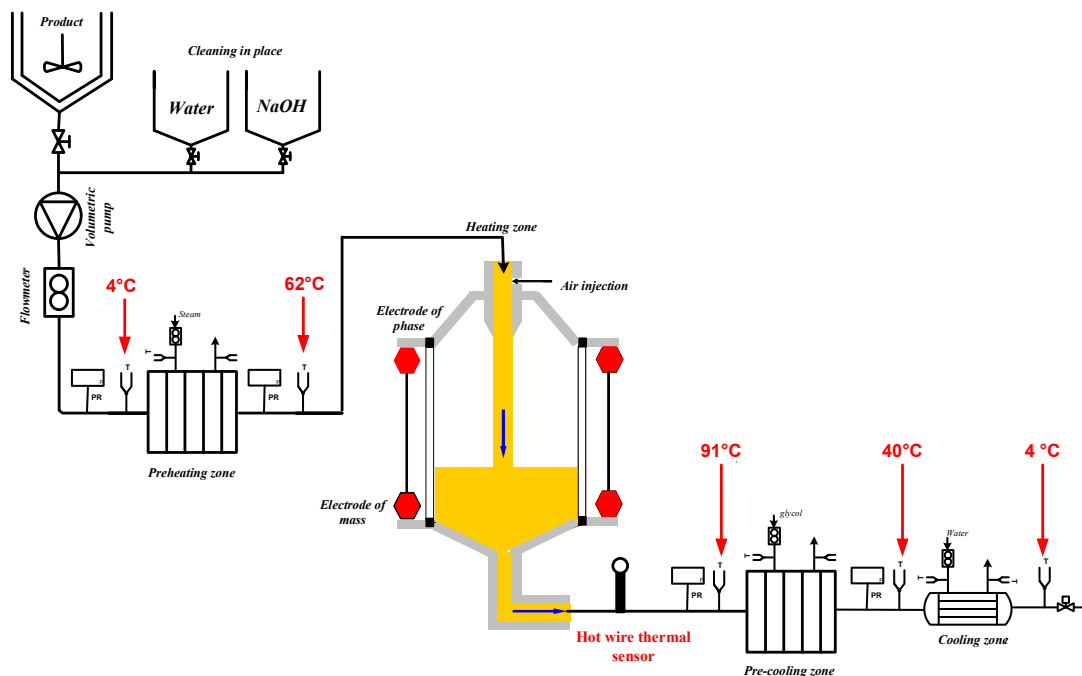 Product
Cleaning in place
Water
NaOH
Volumetric
pump
Flowmeter
Heating zone
Air injection
4°C
62°C
Steam
T
T
T
T
P
PR
P
PR
Preheating zone
Electrode of
phase
Electrode of
mass
91°C
40°C
4 °C
glycol
Water
T
T
T
T
T
T
T
P
PR
P
PR
Hot wire thermal
sensor
Pre-cooling zone
Cooling zone